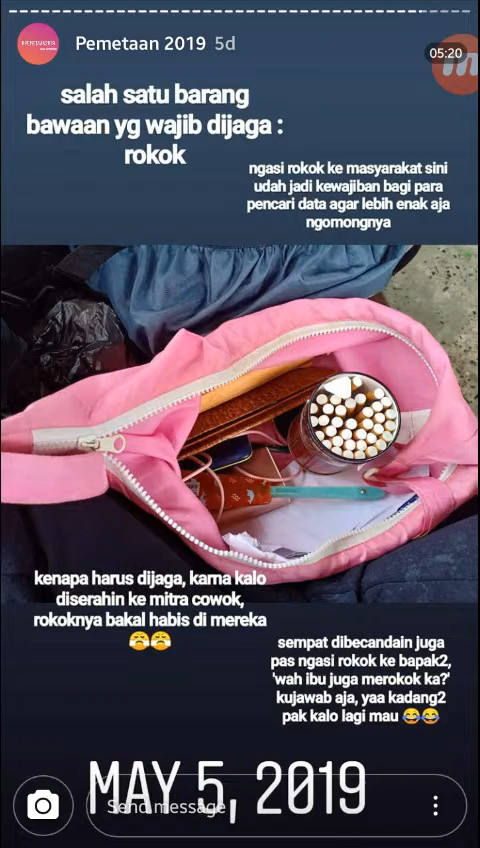 Pemetaan 2019 5d
05:20
salah satu barang
bawaan yg wajib dijaga :
rokok
ngasi rokok ke masyarakat sini
udah jadi kewajiban bagi para
pencari data agar lebih enak aja
ngomongnya
kenapa harus dijaga, karna kalo
diserahin ke mitra cowok,
rokoknya bakal habis di mereka
😤😤
sempat dibecandain juga
pas ngasi rokok ke bapak2,
'wah ibu juga merokok ka?'
kujawab aja, yaa kadang2
pak kalo lagi mau 😂😂
MAY 5, 2019
Send message